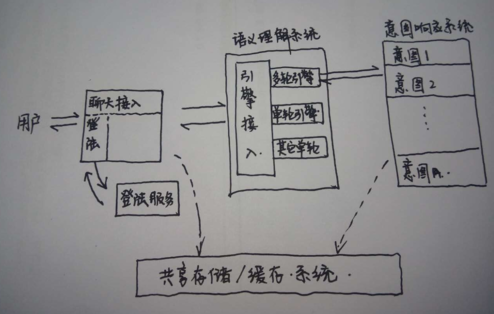 语义理解系统
意图响应系统
用户
聊天接入
登
法
登法服务
引擎接入
多轮引擎
单轮引擎
其它单轮
意图1
意图2
意图n
共享存储/缓存系统